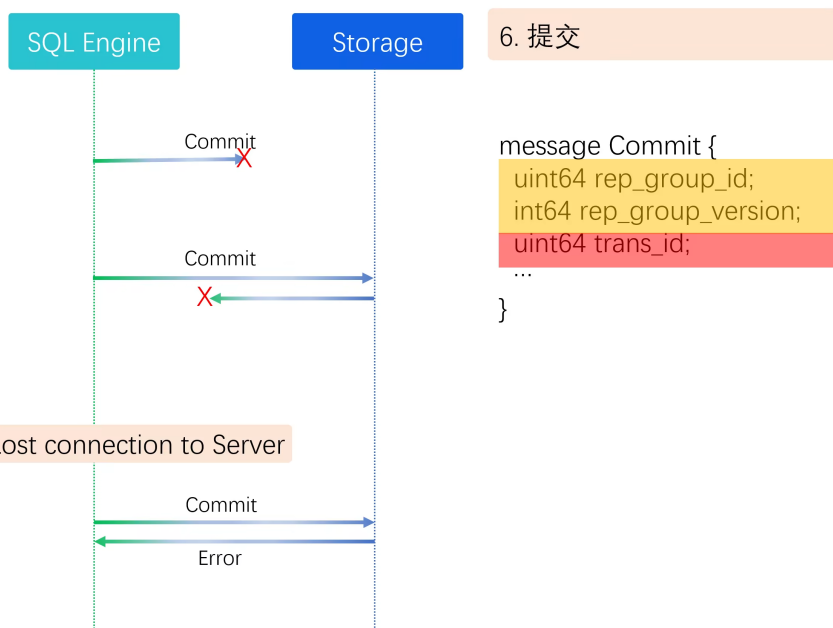 SQL Engine
Storage
6. 提交
Commit
X
message Commit {
uint64 rep_group_id;
int64 rep_group_version;
uint64 trans_id;
...
}
Commit
X
ost connection to Server
Commit
Error